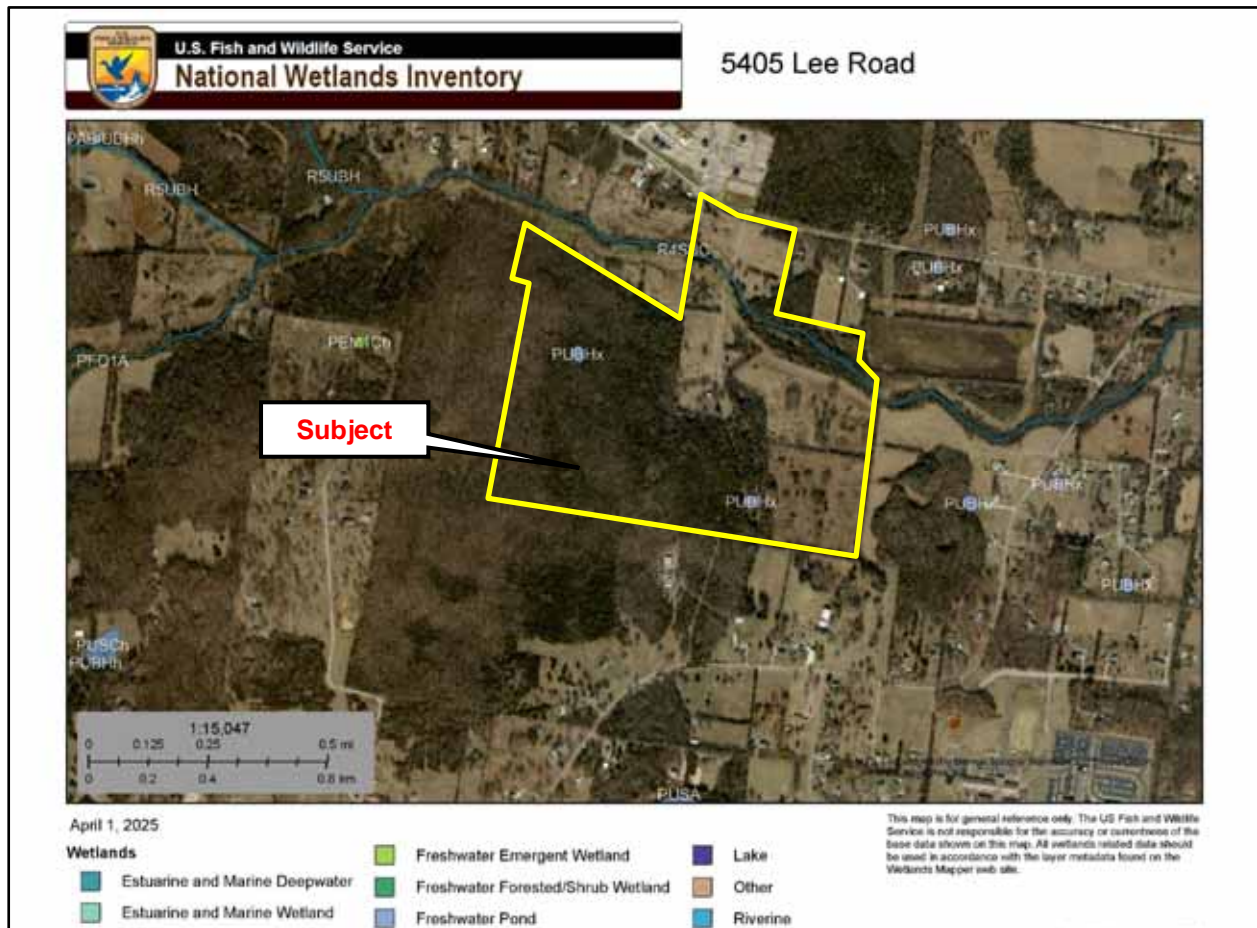 U.S. Fish and Wildlife Service
National Wetlands Inventory
5405 Lee Road
R5UBH
R5UBH
PUBHx
PUBHx
PEM1Ch
PUBHx
PFO1A
Subject
PUBHx
PUBHx
PUBHx
PUBHx
PUSCh
PUBHh
PUSA
1:15,047
0 0.125 0.25 0.5 mi
0 0.2 0.4 0.8 km
April 1, 2025
This map is for general reference only. The US Fish and Wildlife
Service is not responsible for the accuracy or currentness of the
base data shown on this map. All wetlands related data should
be used in accordance with the layer metadata found on the
Wetlands Mapper web site.
Wetlands
Estuarine and Marine Deepwater
Estuarine and Marine Wetland
Freshwater Emergent Wetland
Freshwater Forested/Shrub Wetland
Freshwater Pond
Lake
Other
Riverine